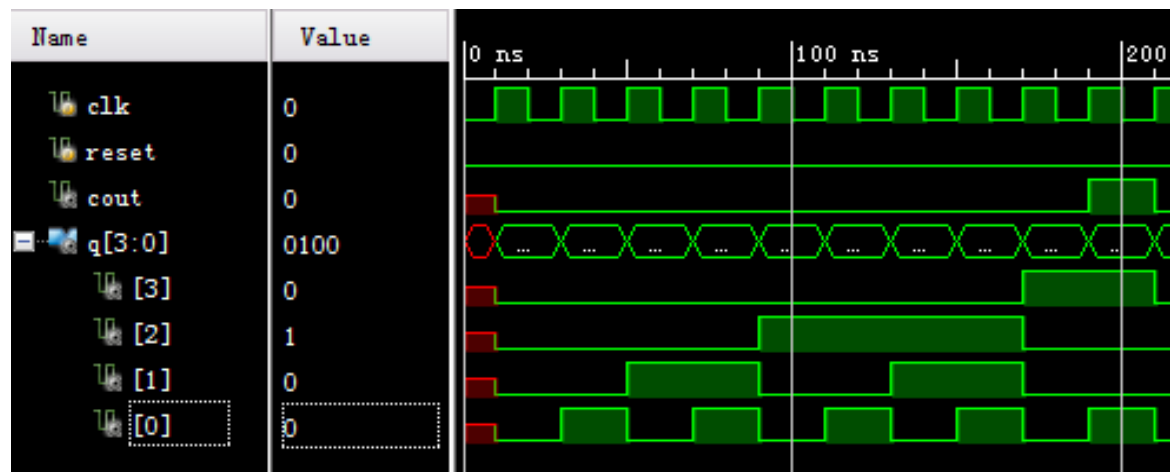 Name Value
0 ns 100 ns 200
clk 0
reset 0
cout 0
q[3:0] 0100 ... ... ... ... .. ... ... ... ... ..
[3] 0
[2] 1
[1] 0
[0] 0